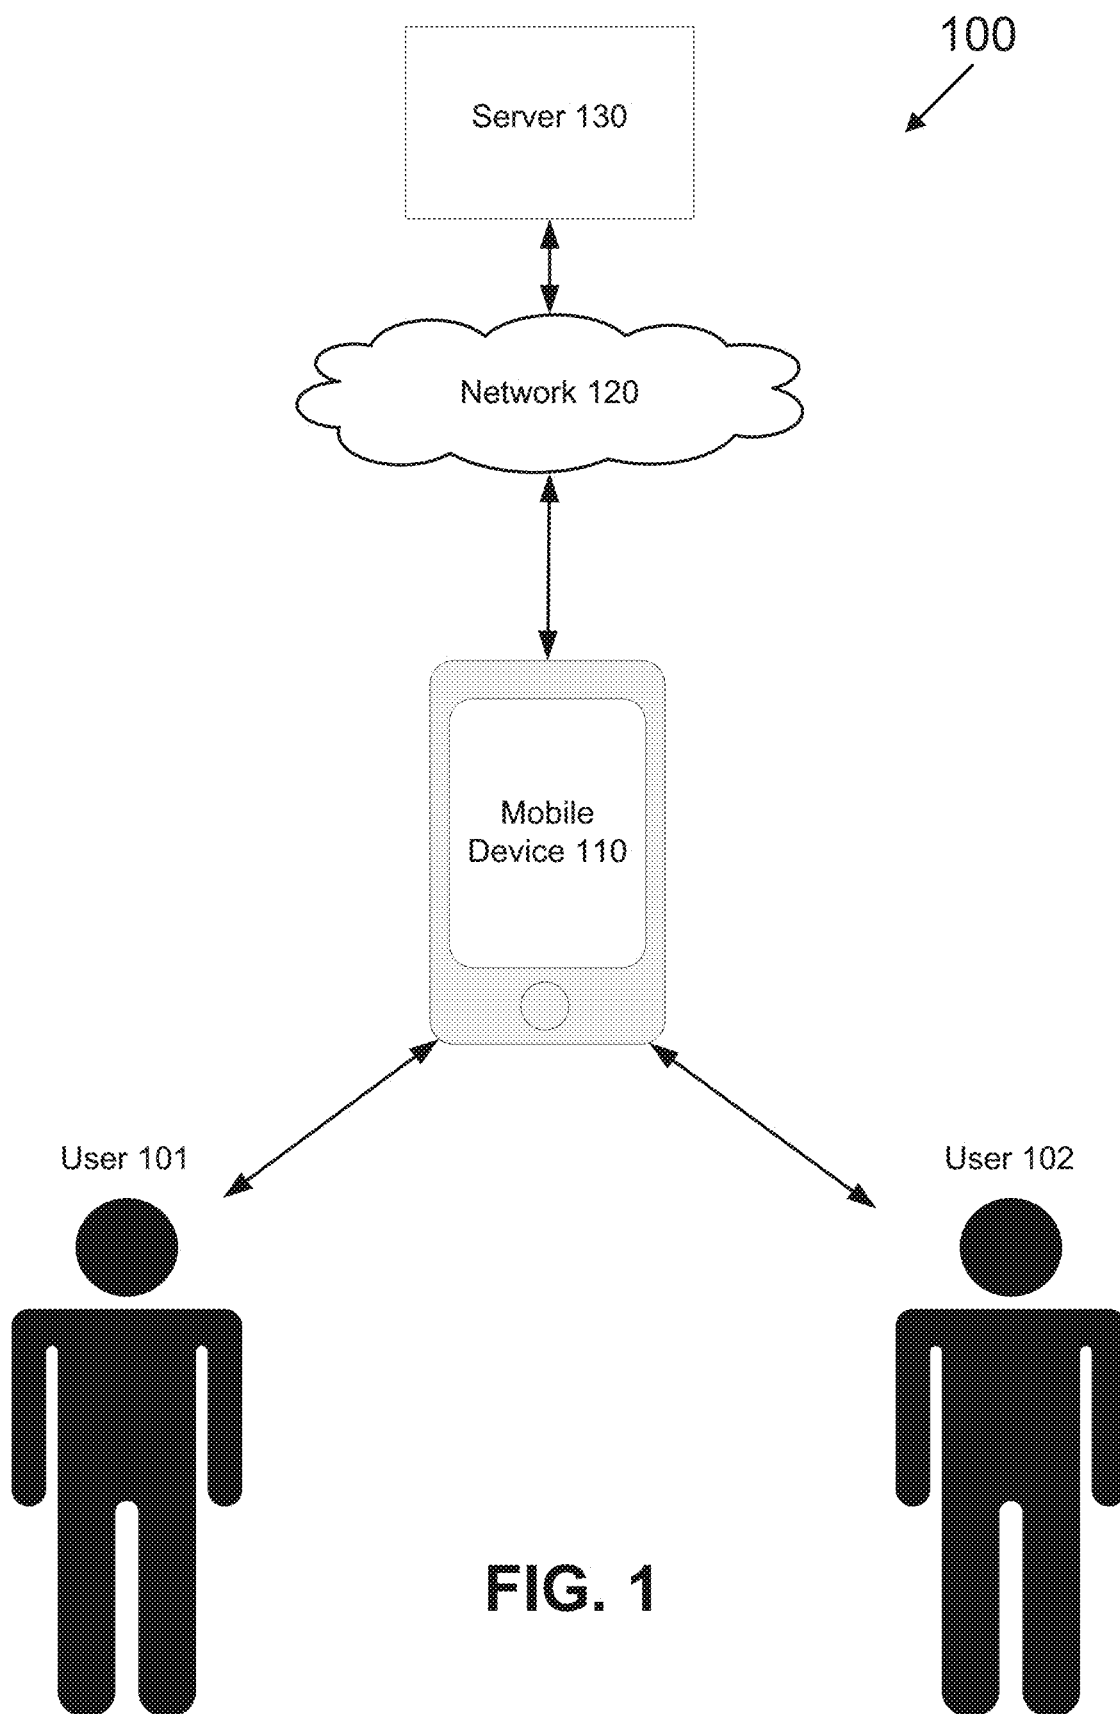 100
Server 130
Network 120
Mobile
Device 110
User 101
User 102
FIG. 1